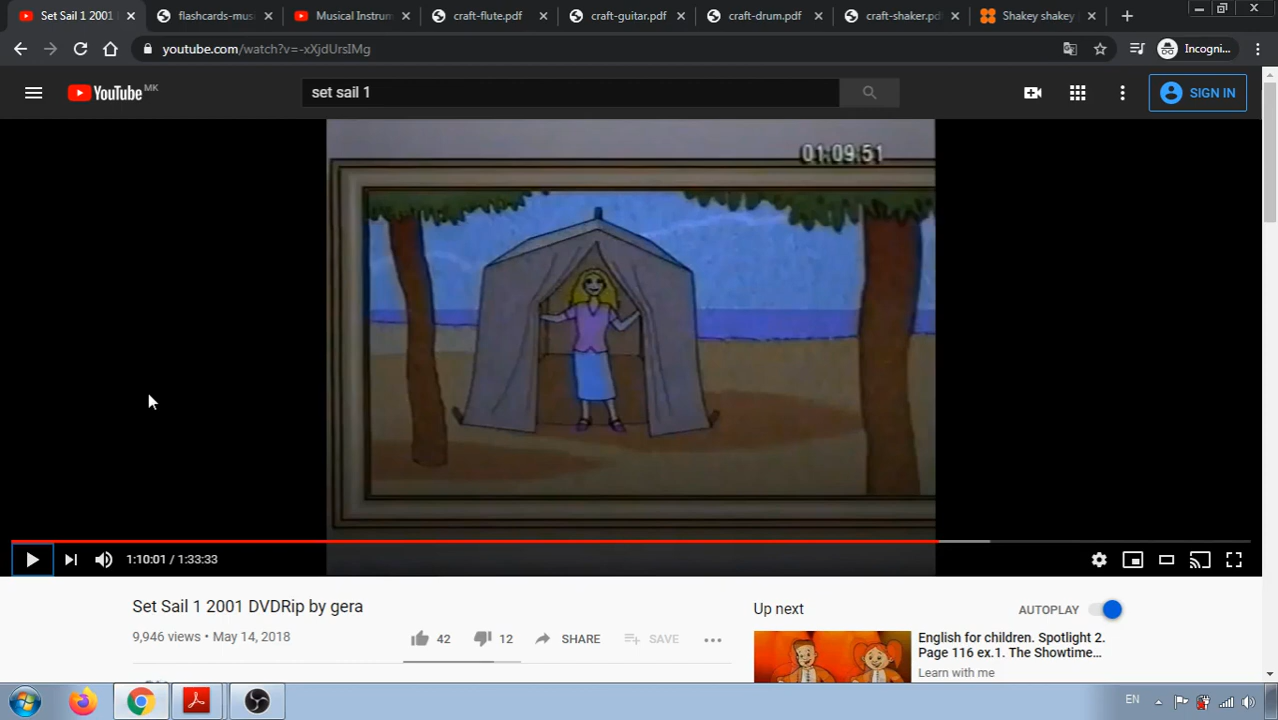 Set Sail 1 2001
flashcards-mus
Musical Instrum
craft-flute.pdf
craft-guitar.pdf
craft-drum.pdf
craft-shaker.pdf
Shakey shakey
youtube.com/watch?v=-xXjdUrsIMg
Incogni...
YouTube MK
set sail 1
SIGN IN
01:09:51
1:10:01 / 1:33:33
Set Sail 1 2001 DVDRip by gera
9,946 views • May 14, 2018
42
12
SHARE
SAVE
Up next
AUTOPLAY
English for children. Spotlight 2.
Page 116 ex.1. The Showtime...
Learn with me
EN